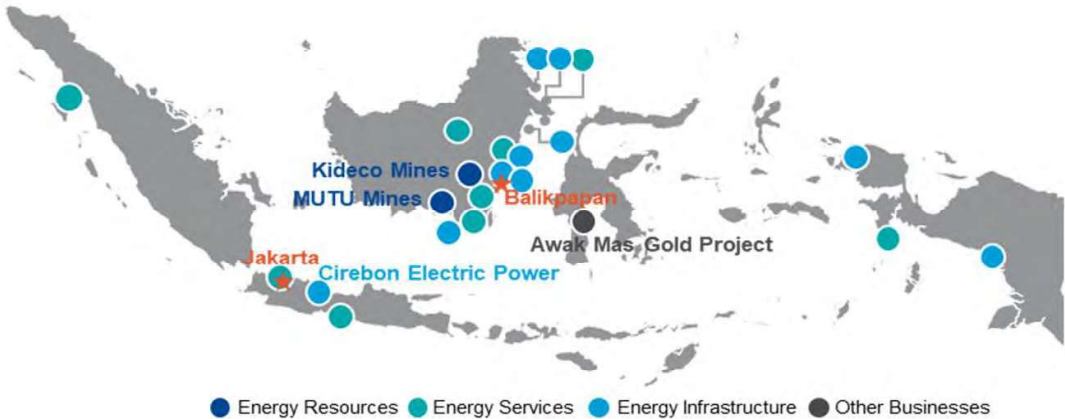 Kideco Mines
MUTU Mines
Balikpapan
Awak Mas Gold Project
Jakarta
Cirebon Electric Power
Energy Resources Energy Services Energy Infrastructure Other Businesses